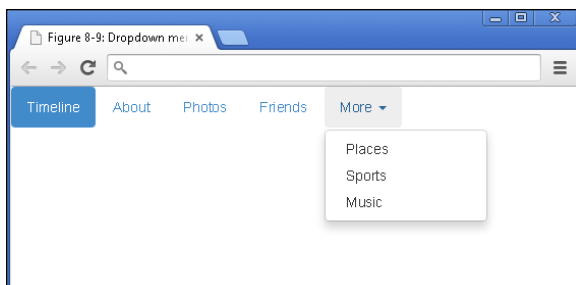 Figure 8-9: Dropdown me
Timeline About Photos Friends More
Places
Sports
Music